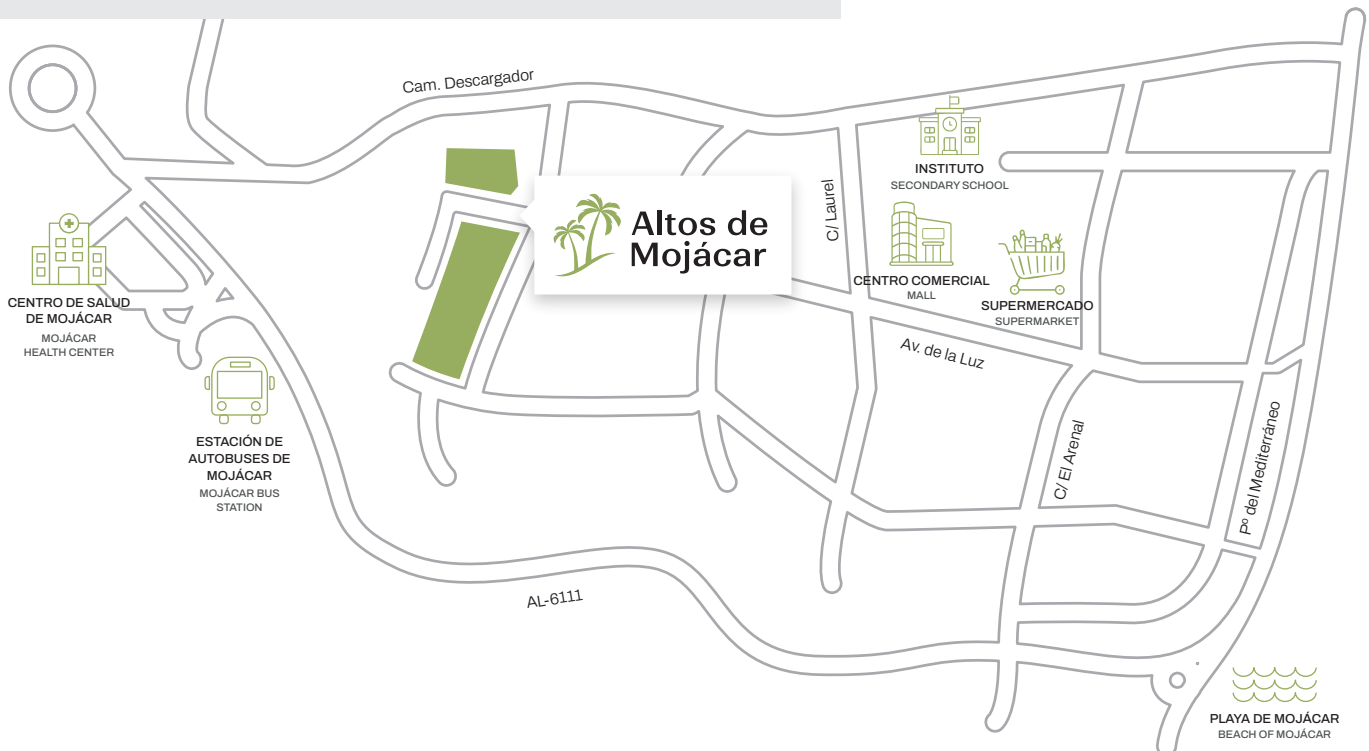 Cam. Descargador
INSTITUTO
SECONDARY SCHOOL
C/ Laurel
Altos de
Mojácar
CENTRO COMERCIAL
MALL
SUPERMERCADO
SUPERMARKET
CENTRO DE SALUD
DE MOJÁCAR
MOJÁCAR
HEALTH CENTER
Av. de la Luz
ESTACIÓN DE
AUTOBUSES DE
MOJÁCAR
MOJÁCAR BUS
STATION
C/ El Arenal
Pº del Mediterráneo
AL-6111
PLAYA DE MOJÁCAR
BEACH OF MOJÁCAR